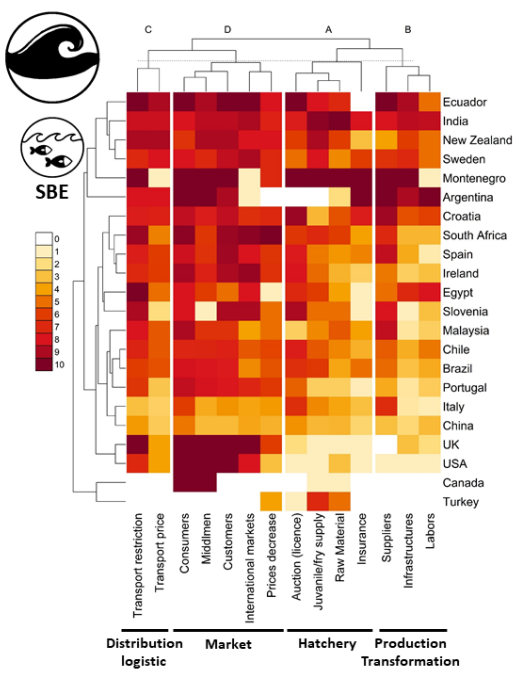 C D A B
Ecuador
India
New Zealand
Sweden
Montenegro
Argentina
Croatia
South Africa
Spain
Ireland
Egypt
Slovenia
Malaysia
Chile
Brazil
Portugal
Italy
China
UK
USA
Canada
Turkey
SBE
0
1
2
3
4
5
6
7
8
9
10
Transport restriction
Transport price
Consumers
Middlmen
Customers
International markets
Prices decrease
Auction (licence)
Juvanile/fry supply
Raw Material
Insurance
Suppliers
Infrastructures
Labors
Distribution
logistic
Market
Hatchery
Production
Transformation